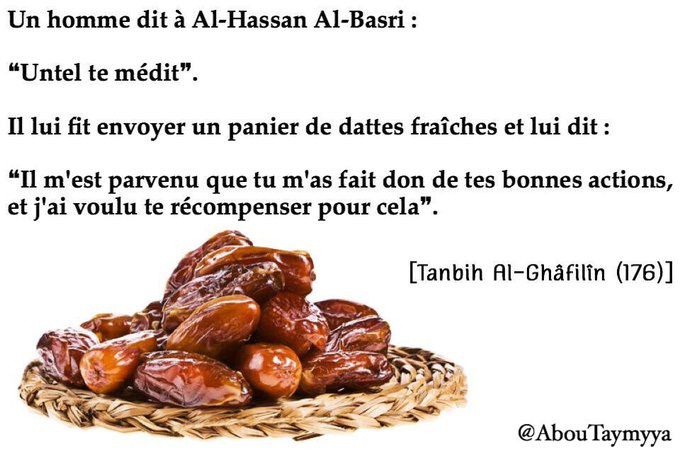 Un homme dit à Al-Hassan Al-Basri :
❝Untel te médit❞.
Il lui fit envoyer un panier de dattes fraîches et lui dit :
❝Il m'est parvenu que tu m'as fait don de tes bonnes actions,
et j'ai voulu te récompenser pour cela❞.
[Tanbih Al-Ghâfilîn (176)]
@AbouTaymyya